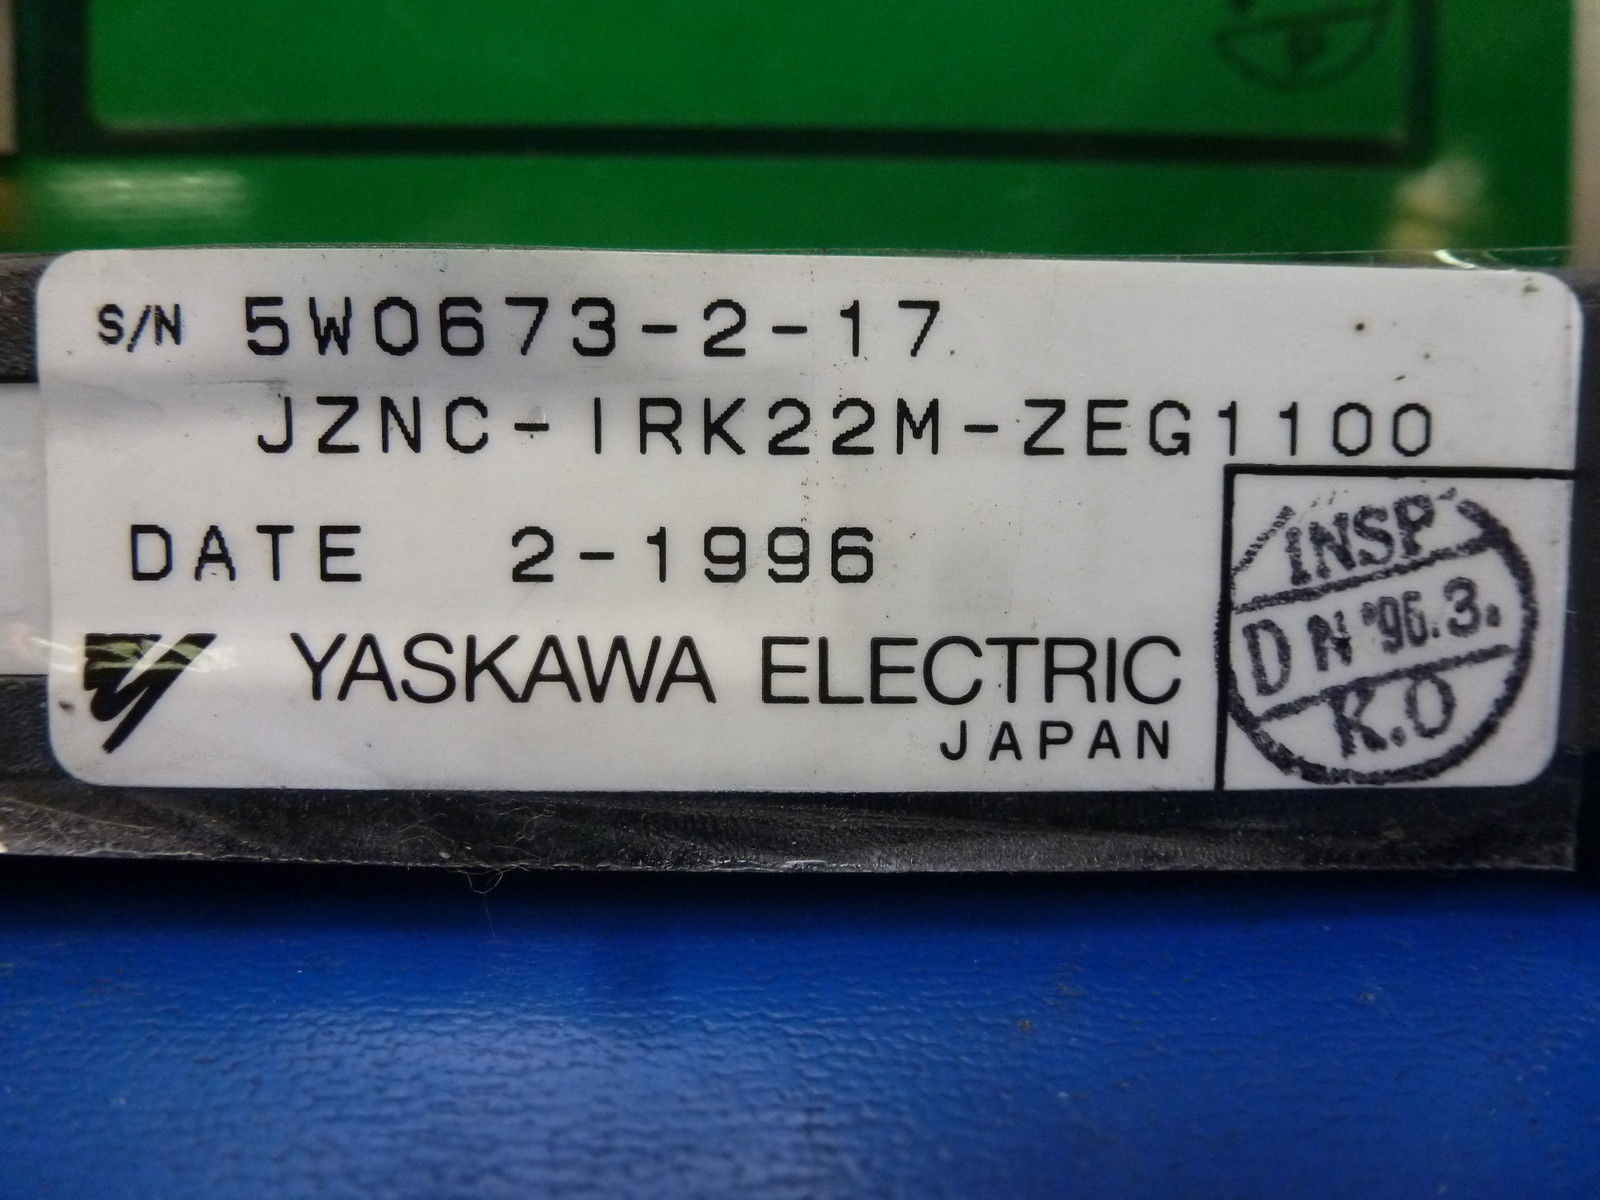 S/N 5W0673-2-17
JZNC-IRK22M-ZEG1100
DATE 2-1996
YASKAWA ELECTRIC
JAPAN
INSP
DN '96.3.
K.O